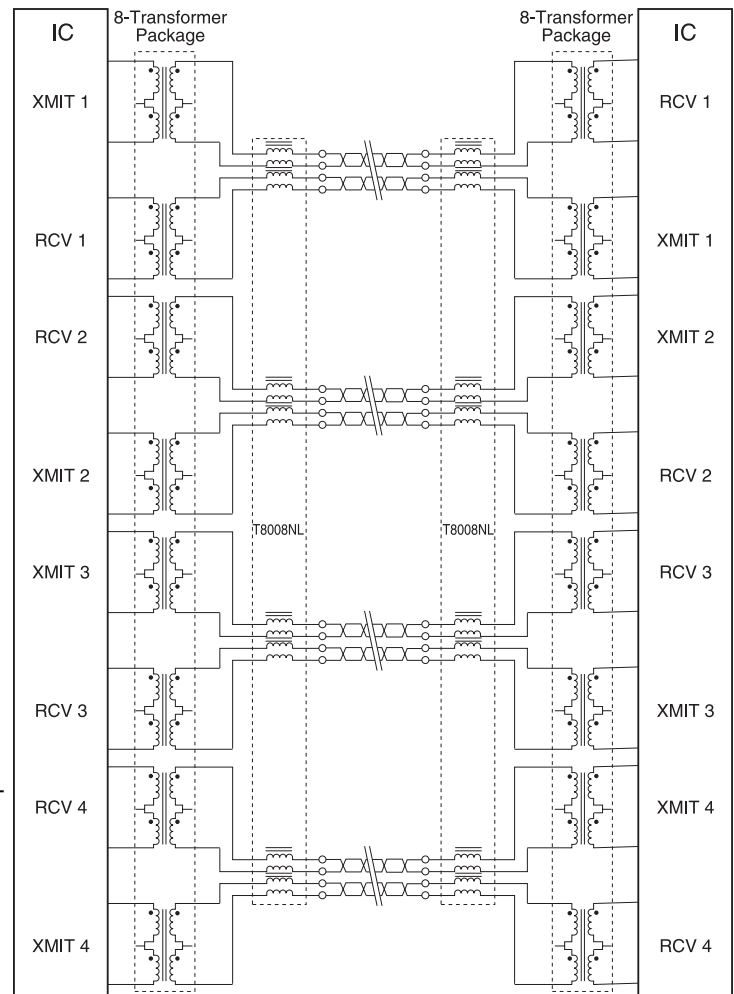 8-Transformer
Package
8-Transformer
Package
IC
IC
XMIT 1
RCV 1
RCV 1
XMIT 1
RCV 2
XMIT 2
XMIT 2
RCV 2
T8008NL
T8008NL
XMIT 3
RCV 3
RCV 3
XMIT 3
RCV 4
XMIT 4
XMIT 4
RCV 4